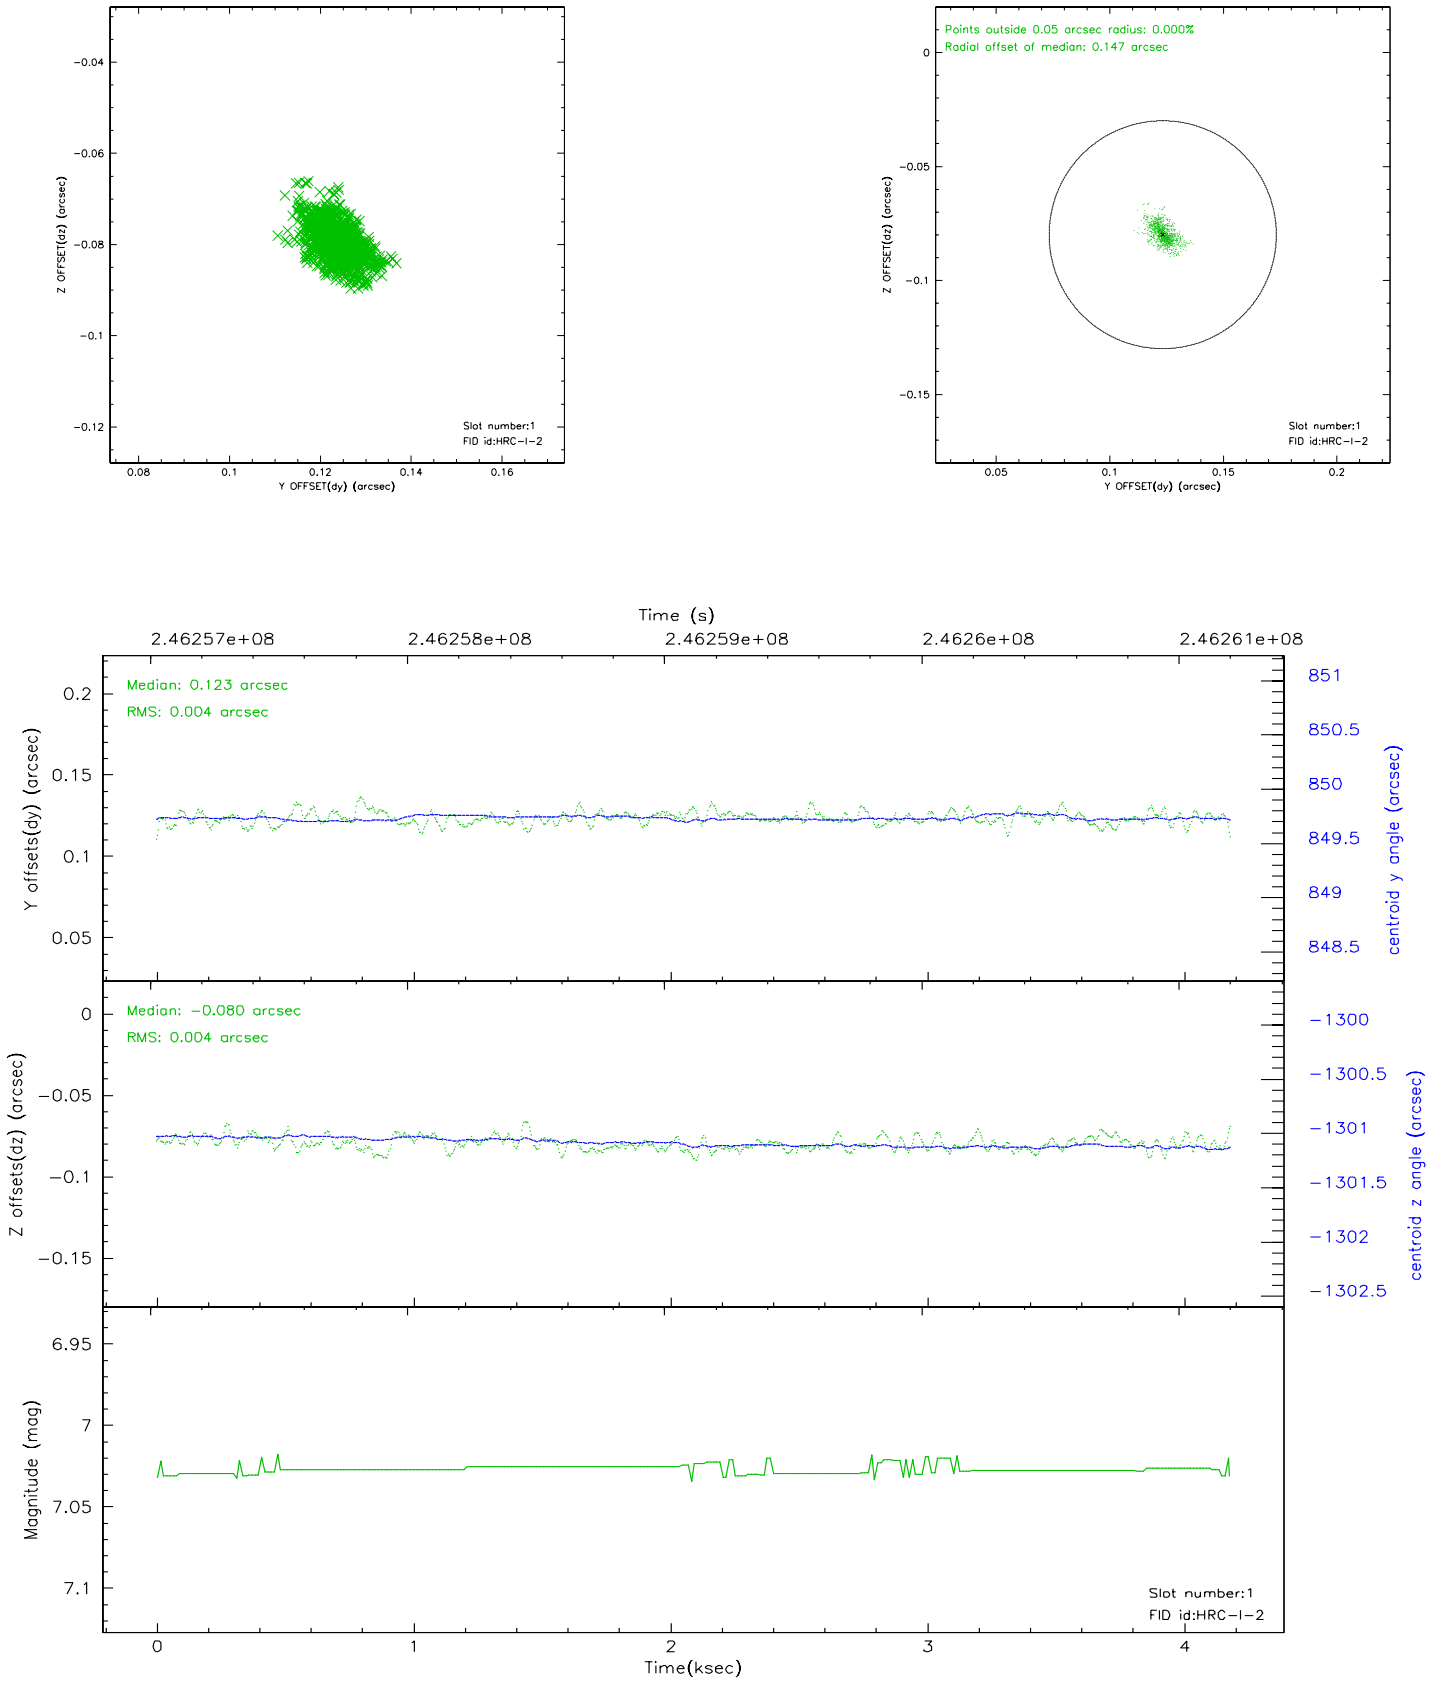 −0.04
−0.06
−0.08
−0.1
−0.12
Z OFFSET(dz) (arcsec)
Slot number:1
FID id:HRC−I−2
0.08 0.1 0.12 0.14 0.16
Y OFFSET(dy) (arcsec)
Points outside 0.05 arcsec radius: 0.000%
Radial offset of median: 0.147 arcsec
0
−0.05
−0.1
−0.15
Z OFFSET(dz) (arcsec)
Slot number:1
FID id:HRC−I−2
0.05 0.1 0.15 0.2
Y OFFSET(dy) (arcsec)
Time (s)
2.46257e+08 2.46258e+08 2.46259e+08 2.4626e+08 2.46261e+08
Median: 0.123 arcsec
RMS: 0.004 arcsec
0.2
0.15
0.1
0.05
Y offsets(dy) (arcsec)
851
850.5
850
849.5
849
848.5
centroid y angle (arcsec)
Median: −0.080 arcsec
RMS: 0.004 arcsec
0
−0.05
−0.1
−0.15
Z offsets(dz) (arcsec)
−1300
−1300.5
−1301
−1301.5
−1302
−1302.5
centroid z angle (arcsec)
6.95
7
7.05
7.1
Magnitude (mag)
Slot number:1
FID id:HRC−I−2
0 1 2 3 4
Time(ksec)